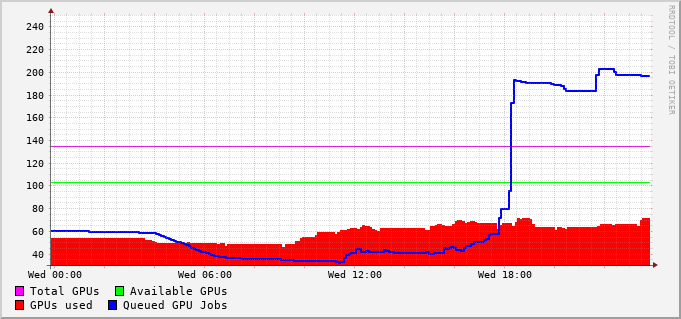 240
220
200
180
160
140
120
100
80
60
40
Wed 00:00 Wed 06:00 Wed 12:00 Wed 18:00
Total GPUs Available GPUs
GPUs used Queued GPU Jobs
RRDTOOL / TOBI OETIKER